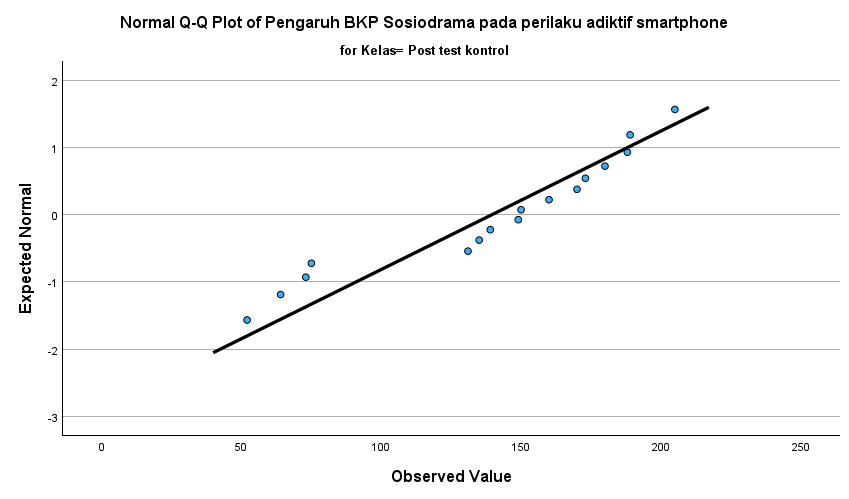 Normal Q-Q Plot of Pengaruh BKP Sosiodrama pada perilaku adiktif smartphone
for Kelas= Post test kontrol
Expected Normal
2
1
0
-1
-2
-3
0 50 100 150 200 250
Observed Value